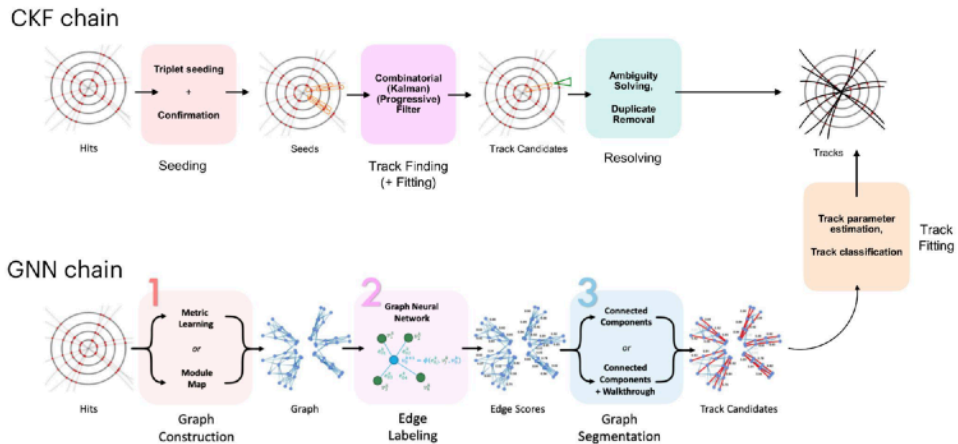 CKF chain
Triplet seeding
+
Confirmation
Combinatorial
(Kalman)
(Progressive)
Filter
Ambiguity
Solving,
Duplicate
Removal
Hits
Seeding
Seeds
Track Finding
(+ Fitting)
Track Candidates
Resolving
Tracks
Track parameter
estimation,
Track classification
Track
Fitting
GNN chain
1
Metric
Learning
or
Module
Map
2
Graph Neural
Network
3
Connected
Components
or
Connected
Components
+ Walkthrough
Hits
Graph
Construction
Graph
Edge
Labeling
Edge Scores
Graph
Segmentation
Track Candidates